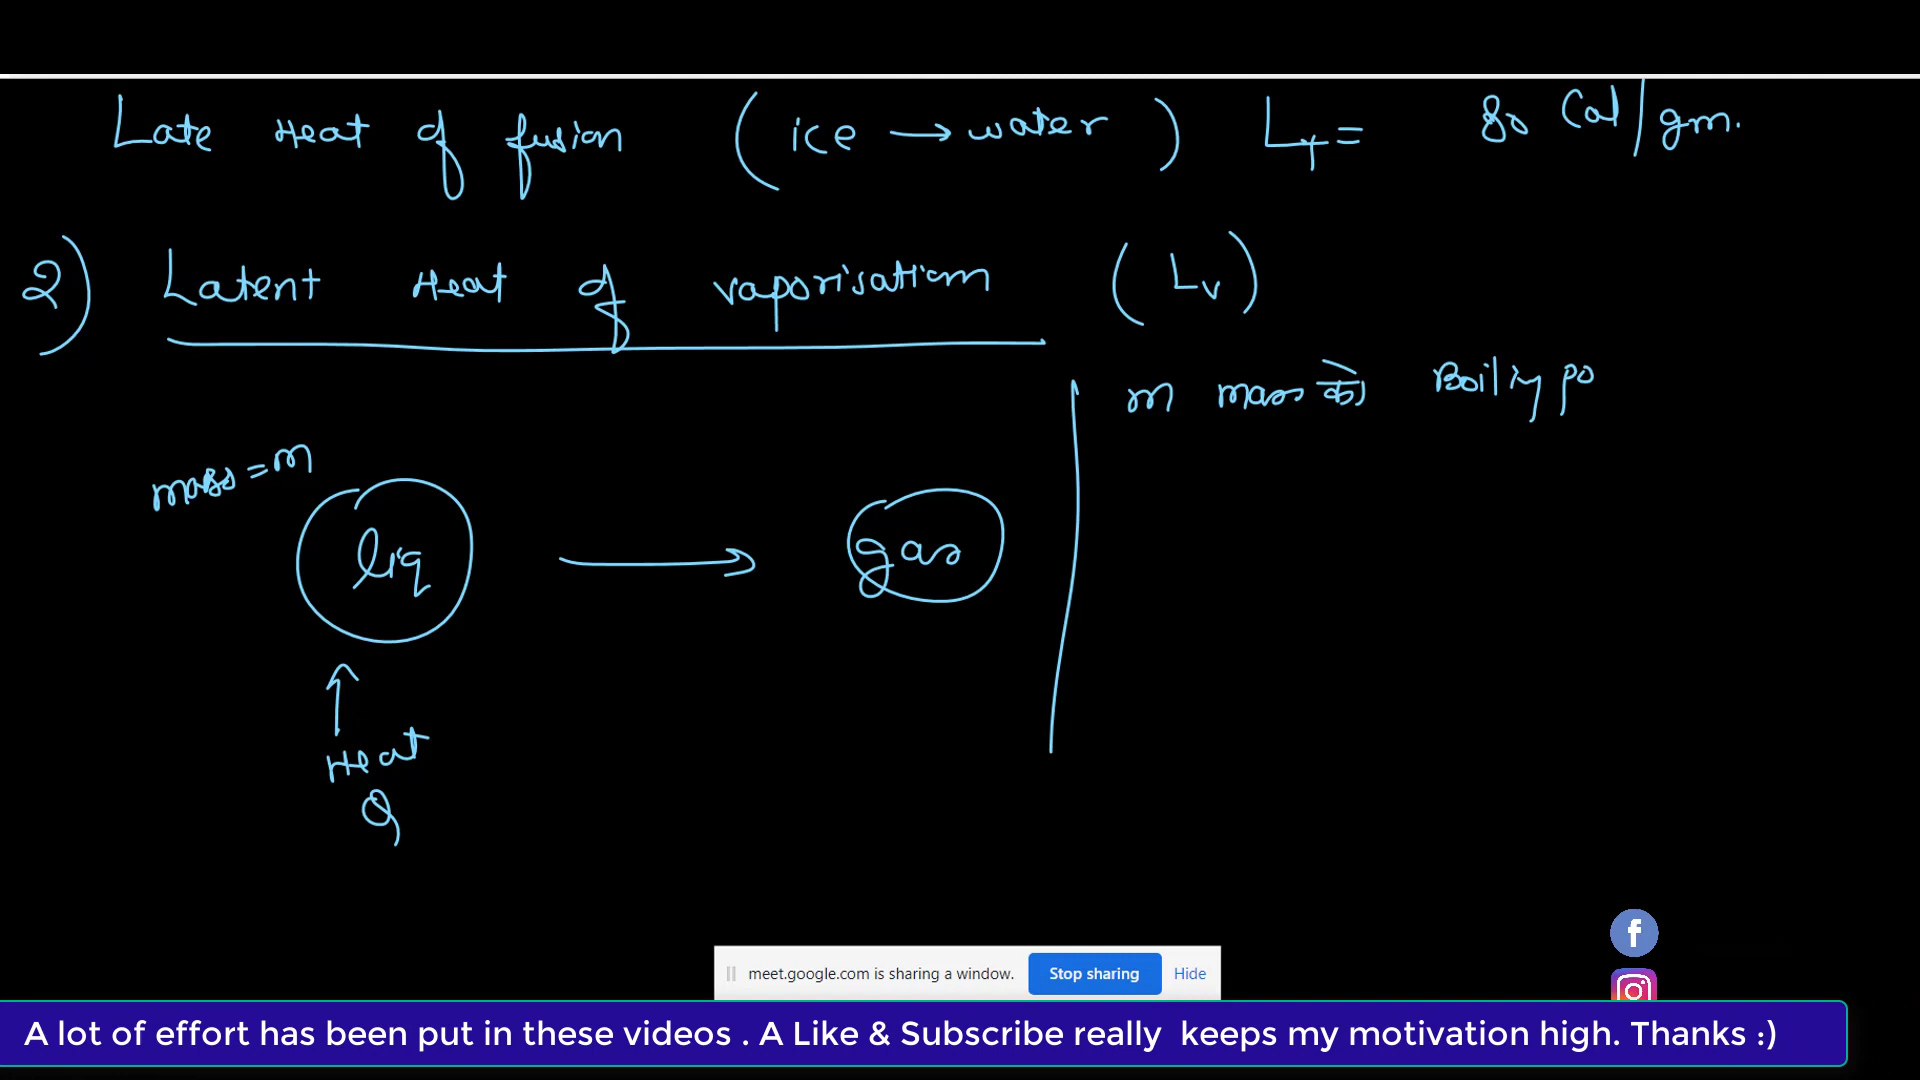 Late Heat of fusion (ice → water) Lf = 80 Cal/gm.
2) Latent Heat of vaporisation (Lv)
m mass को Boiling po
mass = m
liq → gas
Heat
Q
meet.google.com is sharing a window. Stop sharing Hide
A lot of effort has been put in these videos . A Like & Subscribe really keeps my motivation high. Thanks :)